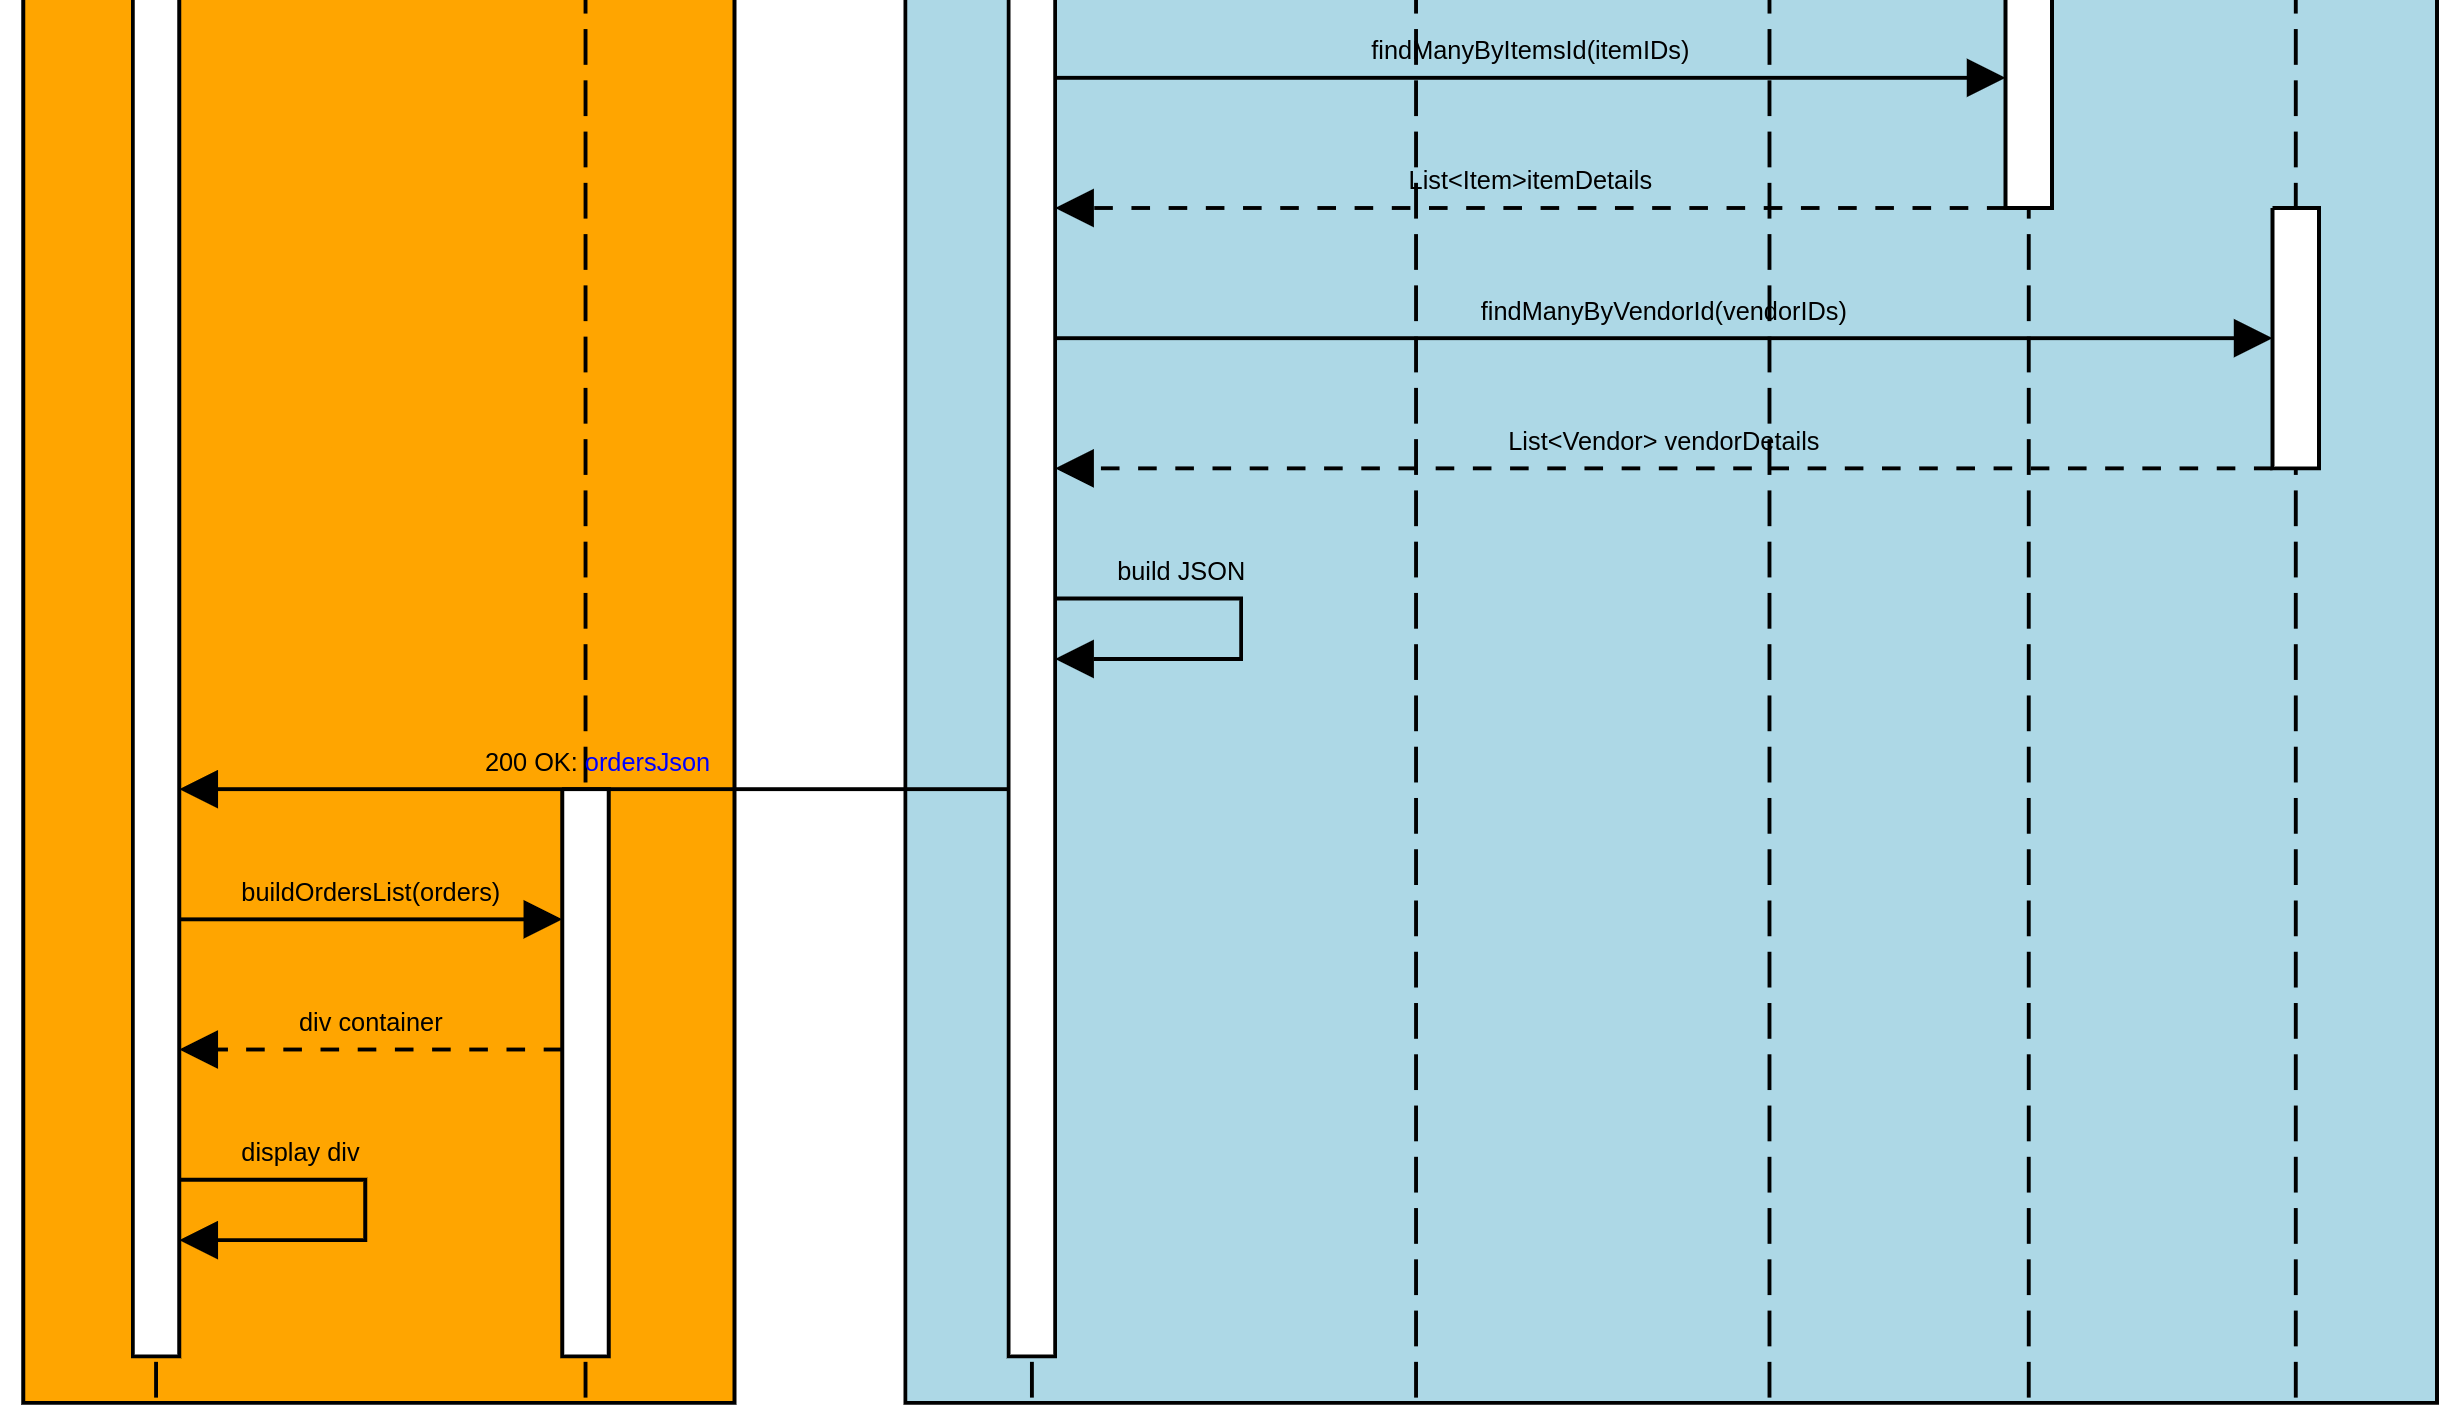 findManyByItemsId(itemIDs)
List<Item>itemDetails
findManyByVendorId(vendorIDs)
List<Vendor> vendorDetails
build JSON
200 OK: ordersJson
buildOrdersList(orders)
div container
display div